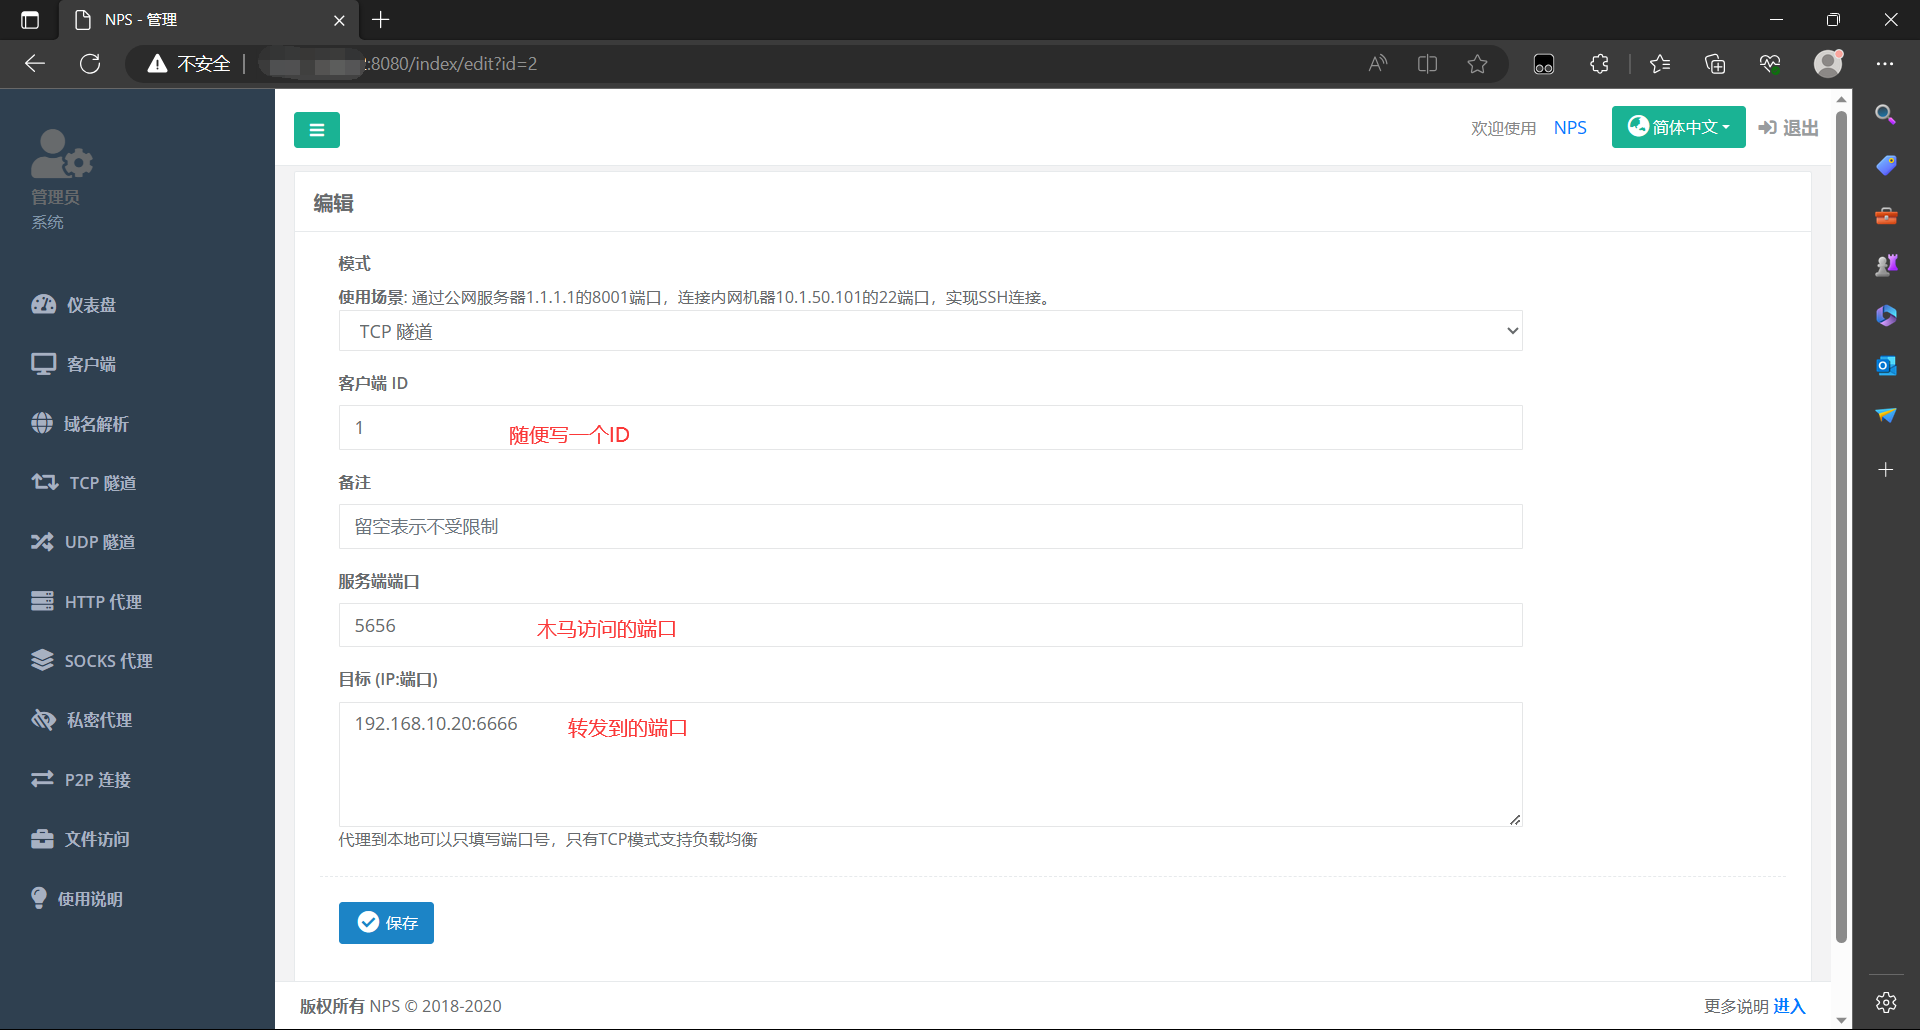 NPS - 管理
不安全
:8080/index/edit?id=2
管理员
系统
仪表盘
客户端
域名解析
TCP 隧道
UDP 隧道
HTTP 代理
SOCKS 代理
私密代理
P2P 连接
文件访问
使用说明
欢迎使用 NPS 简体中文 退出
编辑
模式
使用场景: 通过公网服务器1.1.1.1的8001端口，连接内网机器10.1.50.101的22端口，实现SSH连接。
TCP 隧道
客户端 ID
1 随便写一个ID
备注
留空表示不受限制
服务端端口
5656 木马访问的端口
目标 (IP:端口)
192.168.10.20:6666 转发到的端口
代理到本地可以只填写端口号，只有TCP模式支持负载均衡
保存
版权所有 NPS © 2018-2020
更多说明 进入